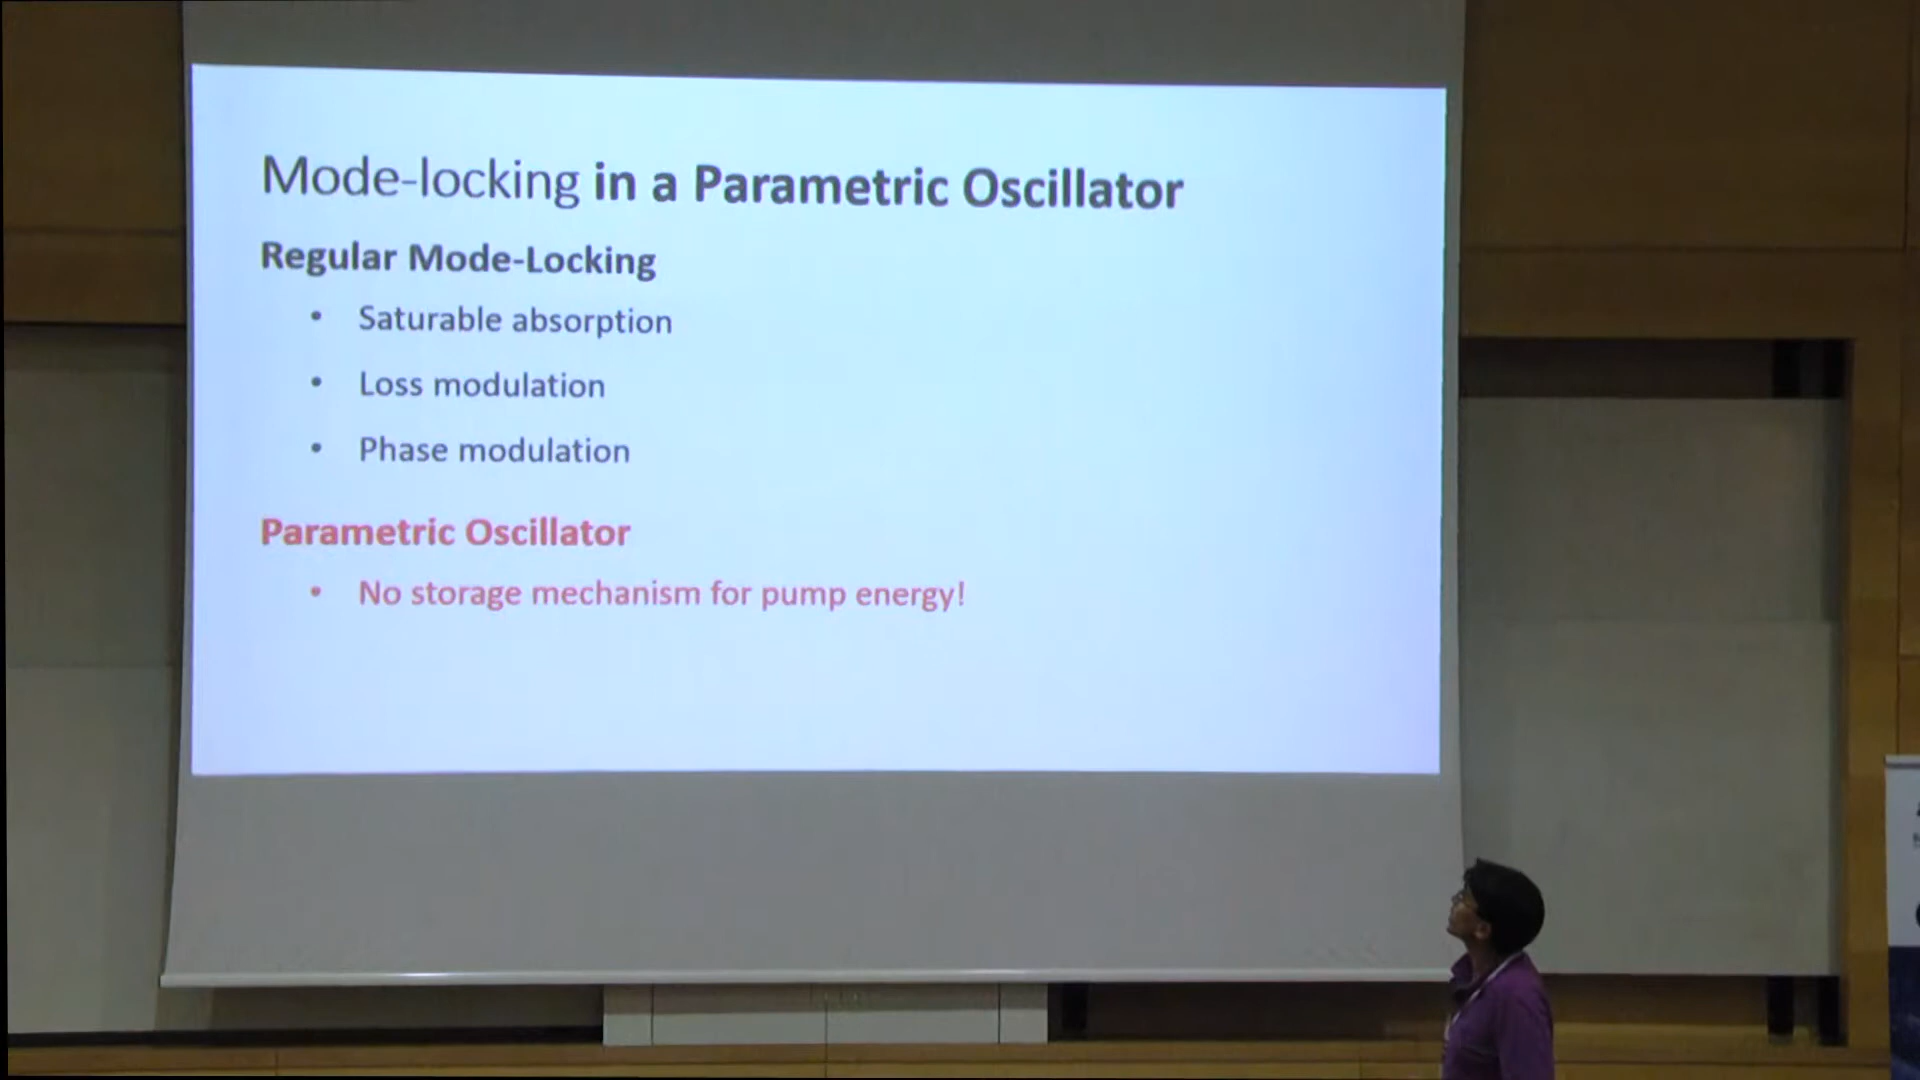 Mode-locking in a Parametric Oscillator
Regular Mode-Locking
• Saturable absorption
• Loss modulation
• Phase modulation
Parametric Oscillator
• No storage mechanism for pump energy!